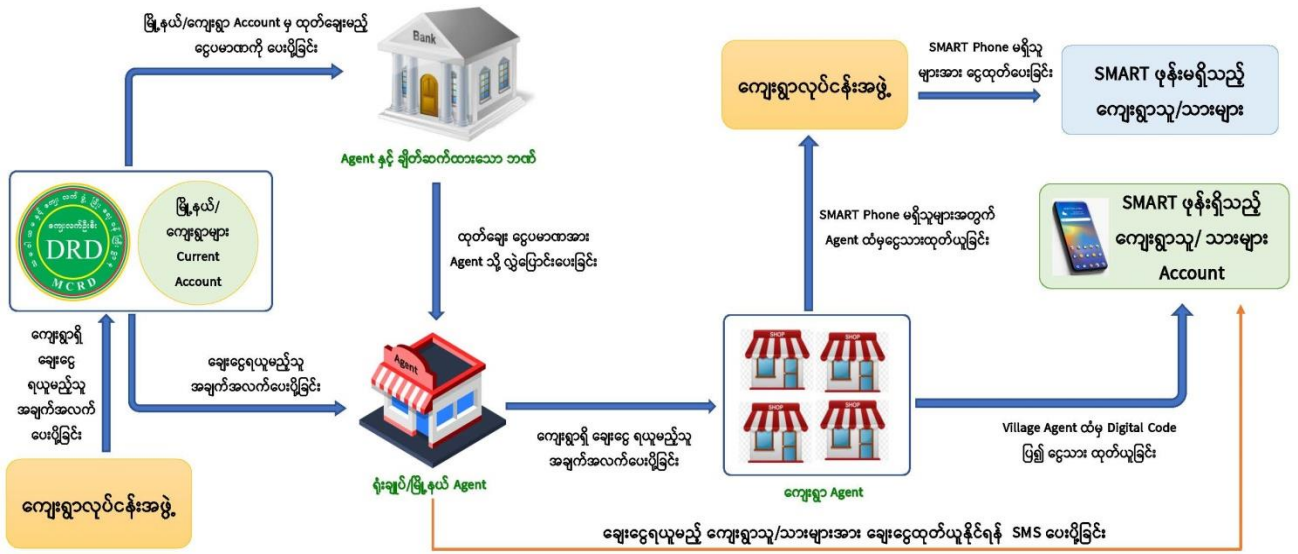 မြို့နယ်/ကျေးရွာ Account မှ ထုတ်ချေးမည့်
ငွေပမာဏကို ပေးပို့ခြင်း
Bank
Agent နှင့် ချိတ်ဆက်ထားသော ဘဏ်
ကျေးရွာလုပ်ငန်းအဖွဲ့
SMART Phone မရှိသူ
များအား ငွေထုတ်ပေးခြင်း
SMART ဖုန်းမရှိသည့်
ကျေးရွာသူ/သားများ
ကျေးလက်ဦးစီး
DRD
MCRD
မြို့နယ်/
ကျေးရွာများ
Current
Account
ထုတ်ချေး ငွေပမာဏအား
Agent သို့ လွှဲပြောင်းပေးခြင်း
SMART Phone မရှိသူများအတွက်
Agent ထံမှငွေသားထုတ်ယူခြင်း
SMART ဖုန်းရှိသည့်
ကျေးရွာသူ/ သားများ
Account
ကျေးရွာရှိ
ချေးငွေ
ရယူမည့်သူ
အချက်အလက်
ပေးပို့ခြင်း
ချေးငွေရယူမည့်သူ
အချက်အလက်ပေးပို့ခြင်း
Agent
SHOP
SHOP
SHOP
SHOP
ကျေးရွာရှိ ချေးငွေ ရယူမည့်သူ
အချက်အလက်ပေးပို့ခြင်း
Village Agent ထံမှ Digital Code
ပြ၍ ငွေသား ထုတ်ယူခြင်း
ကျေးရွာလုပ်ငန်းအဖွဲ့
ရုံးချုပ်/မြို့နယ် Agent
ကျေးရွာ Agent
ချေးငွေရယူမည့် ကျေးရွာသူ/သားများအား ချေးငွေထုတ်ယူနိုင်ရန် SMS ပေးပို့ခြင်း